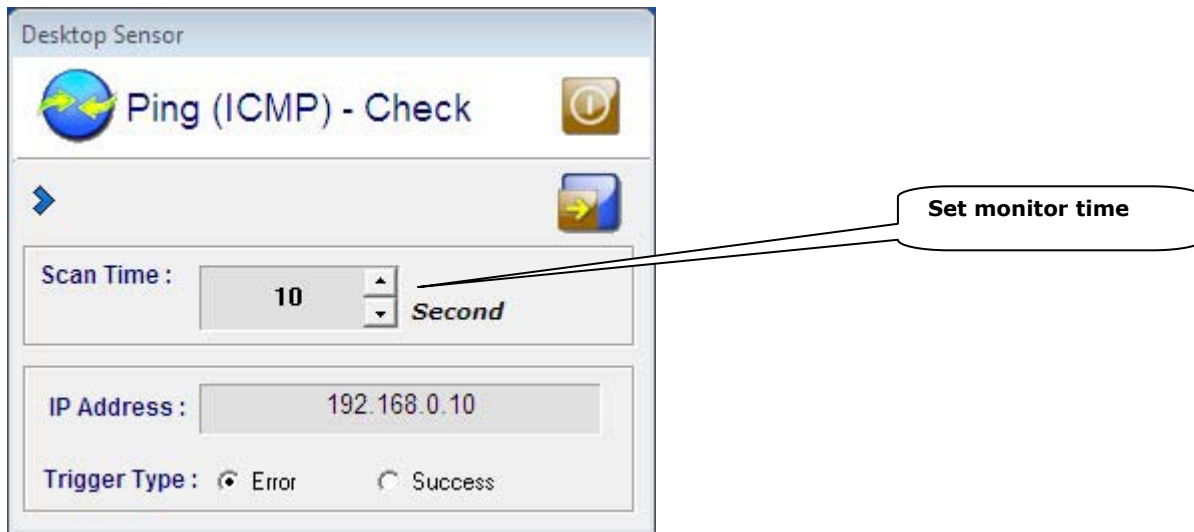 Desktop Sensor
Ping (ICMP) - Check
Set monitor time
Scan Time :
10
Second
IP Address :
192.168.0.10
Trigger Type :
Error
Success